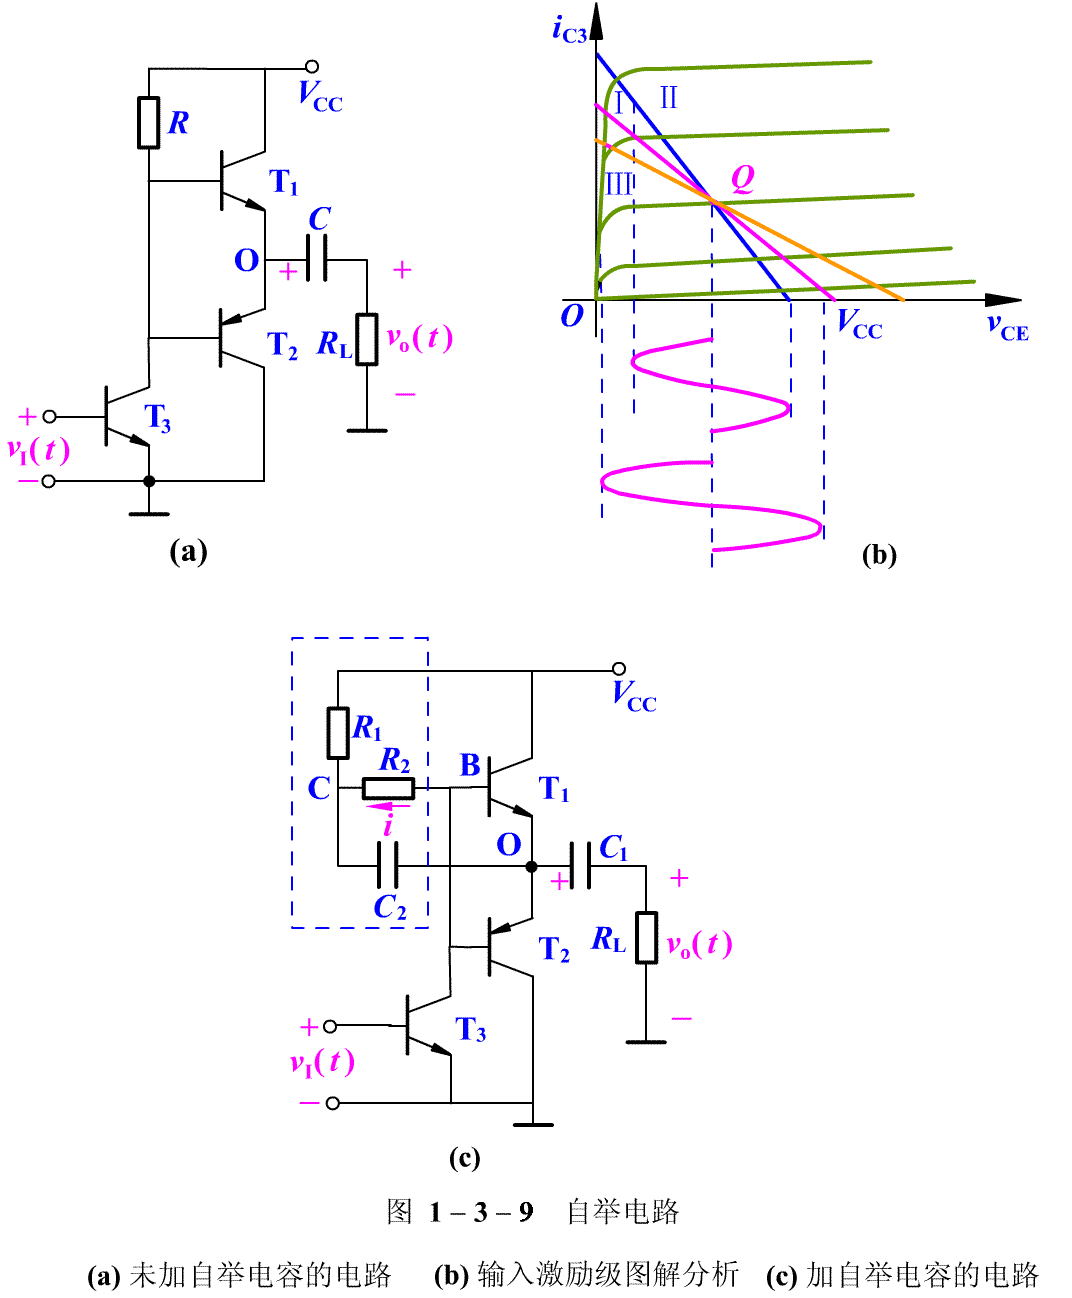 V_CC
R
T_1
C
O
+
+
T_2
R_L
v_o(t)
−
+
T_3
v_I(t)
−
(a)
i_C3
I
II
III
Q
O
V_CC
v_CE
(b)
V_CC
R_1
R_2
B
C
T_1
i
O
C_1
C_2
+
+
T_2
R_L
v_o(t)
+
T_3
−
v_I(t)
−
(c)
图 1 – 3 – 9 自举电路
(a) 未加自举电容的电路 (b) 输入激励级图解分析 (c) 加自举电容的电路